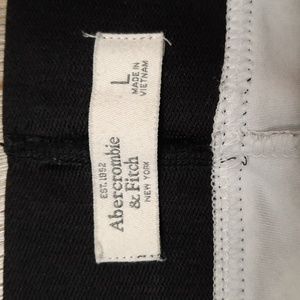 EST. 1892
Abercrombie
& Fitch
NEW YORK
L
MADE IN
VIETNAM